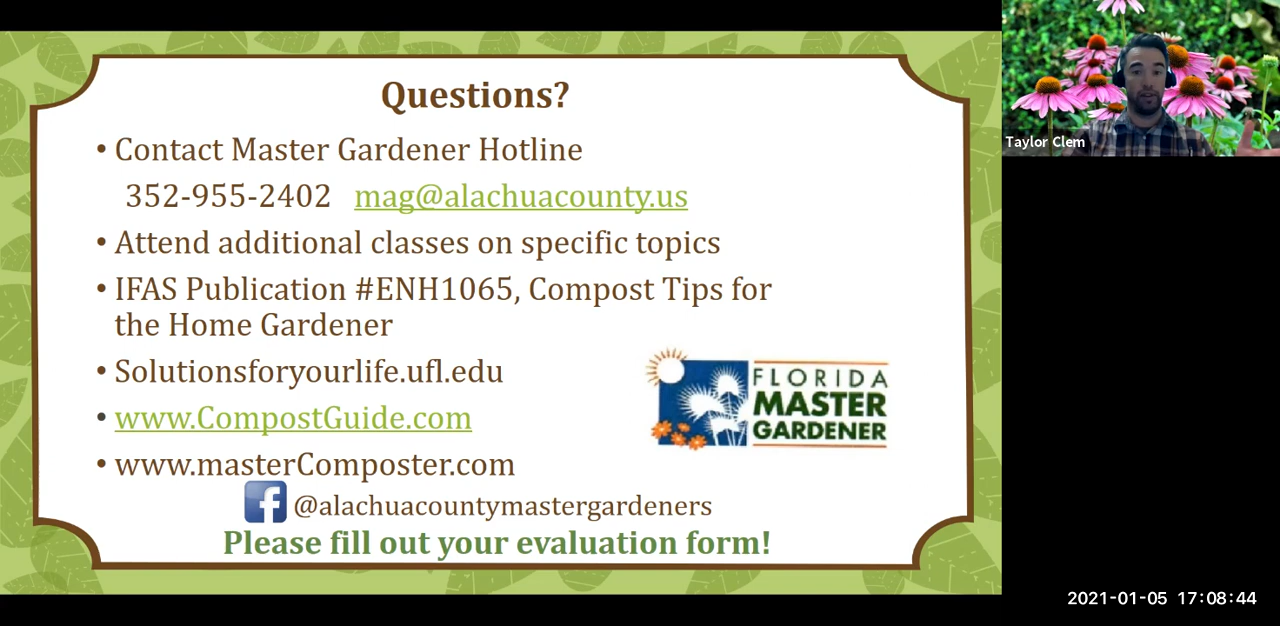 Questions?
• Contact Master Gardener Hotline
352-955-2402 mag@alachuacounty.us
• Attend additional classes on specific topics
• IFAS Publication #ENH1065, Compost Tips for
the Home Gardener
• Solutionsforyourlife.ufl.edu
• www.CompostGuide.com
• www.masterComposter.com
FLORIDA
MASTER
GARDENER
f @alachuacountymastergardeners
Please fill out your evaluation form!
Taylor Clem
2021-01-05 17:08:44